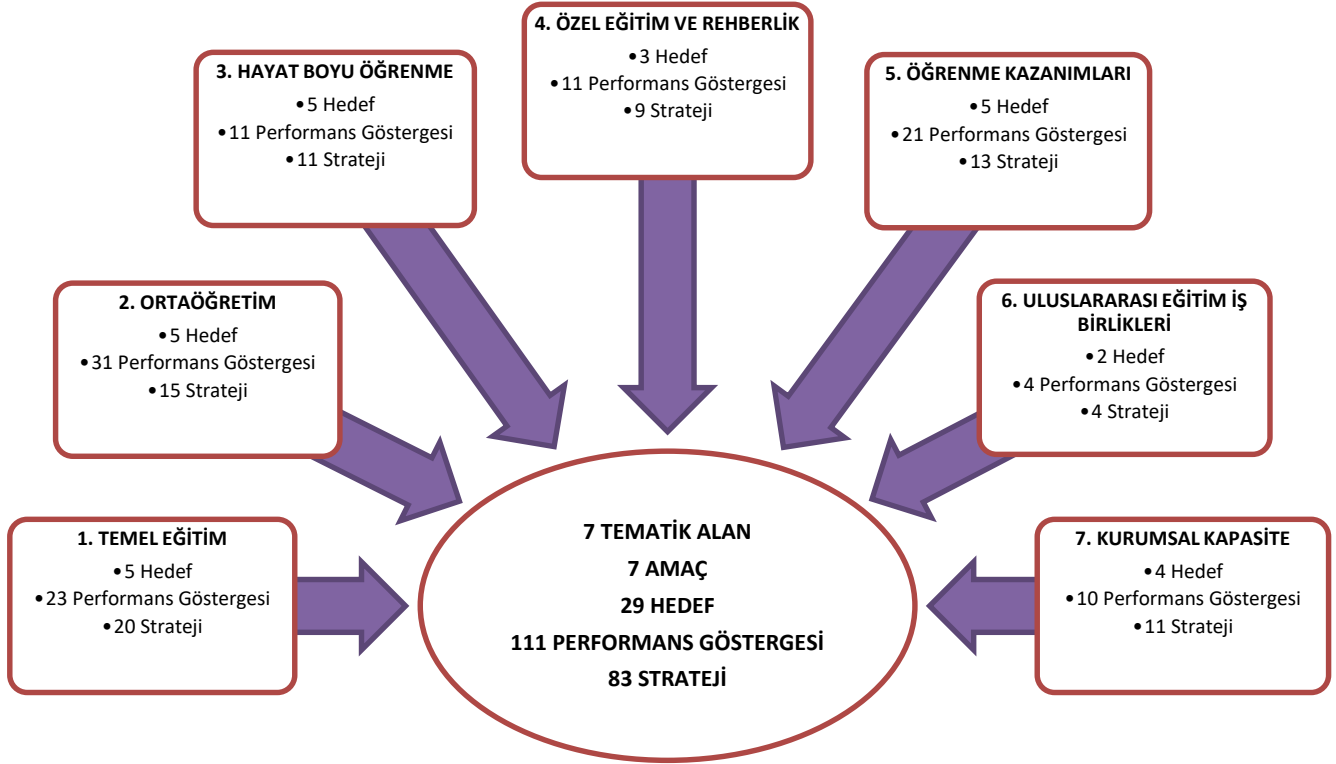 1. TEMEL EĞİTİM
•5 Hedef
•23 Performans Göstergesi
•20 Strateji
2. ORTAÖĞRETİM
•5 Hedef
•31 Performans Göstergesi
•15 Strateji
3. HAYAT BOYU ÖĞRENME
•5 Hedef
•11 Performans Göstergesi
•11 Strateji
4. ÖZEL EĞİTİM VE REHBERLİK
•3 Hedef
•11 Performans Göstergesi
•9 Strateji
5. ÖĞRENME KAZANIMLARI
•5 Hedef
•21 Performans Göstergesi
•13 Strateji
6. ULUSLARARASI EĞİTİM İŞ
BİRLİKLERİ
•2 Hedef
•4 Performans Göstergesi
•4 Strateji
7. KURUMSAL KAPASİTE
•4 Hedef
•10 Performans Göstergesi
•11 Strateji
7 TEMATİK ALAN
7 AMAÇ
29 HEDEF
111 PERFORMANS GÖSTERGESİ
83 STRATEJİ